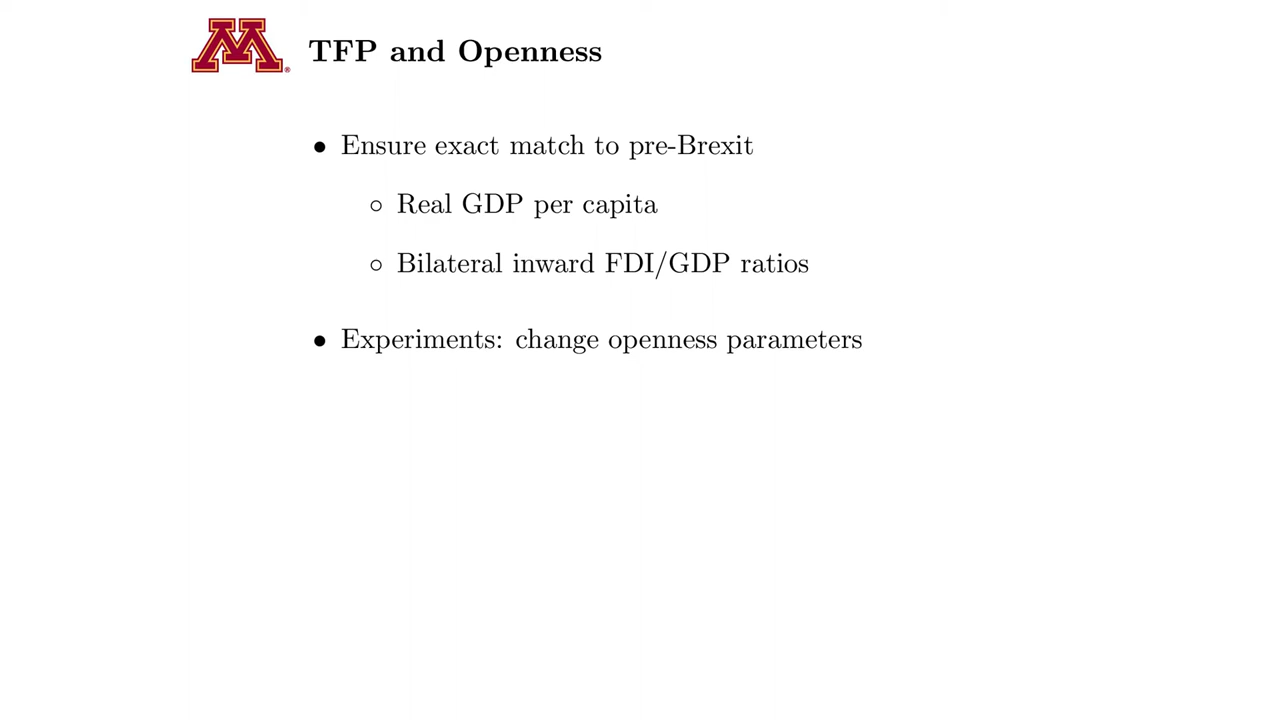 M®
TFP and Openness
• Ensure exact match to pre-Brexit
◦ Real GDP per capita
◦ Bilateral inward FDI/GDP ratios
• Experiments: change openness parameters